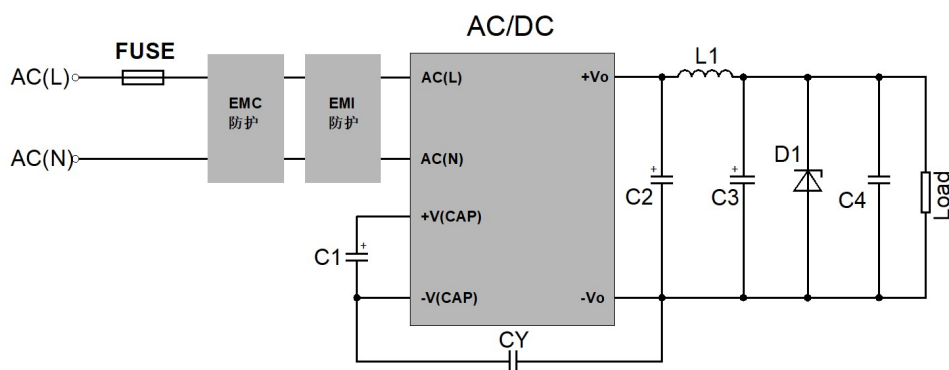 AC/DC
FUSE
L1
AC(L)
AC(L)
+Vo
EMC
防护
EMI
防护
D1
AC(N)
AC(N)
C2
C3
C4
Load
+V(CAP)
C1
-V(CAP)
-Vo
CY